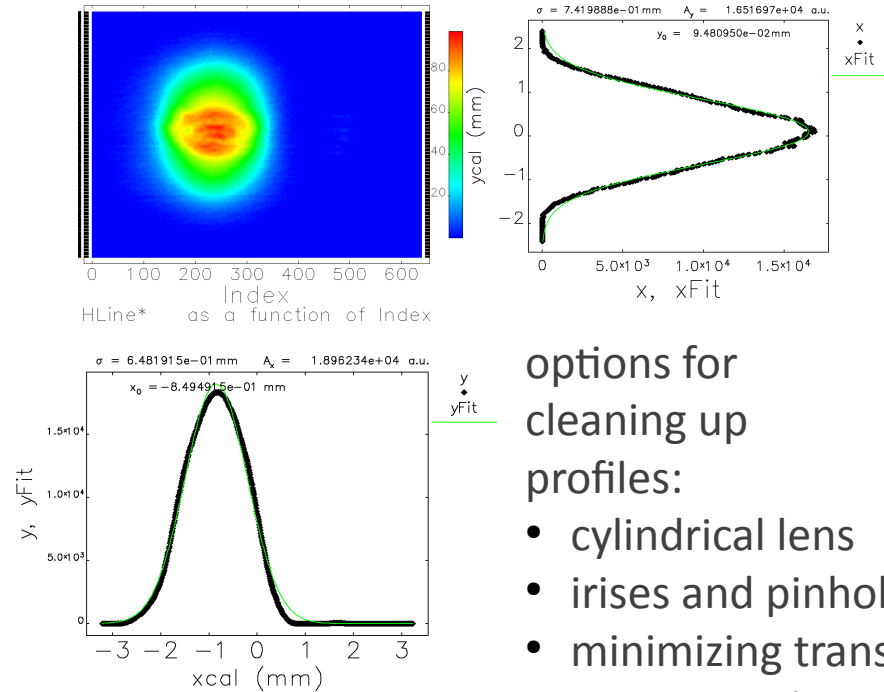 80
60
40
20
0 100 200 300 400 500 600
Index
HLine* as a function of Index
σ = 7.419888e-01 mm A_y = 1.651697e+04 a.u.
y_0 = 9.480950e-02 mm
x
xFit
ycal (mm)
2
1
0
-1
-2
0 5.0×10³ 1.0×10⁴ 1.5×10⁴
x, xFit
σ = 6.481915e-01 mm A_x = 1.896234e+04 a.u.
x_0 = -8.494915e-01 mm
y
yFit
y, yFit
1.5×10⁴
1.0×10⁴
5.0×10³
0
-3 -2 -1 0 1 2 3
xcal (mm)
options for
cleaning up
profiles:
• cylindrical lens
• irises and pinhol
• minimizing trans